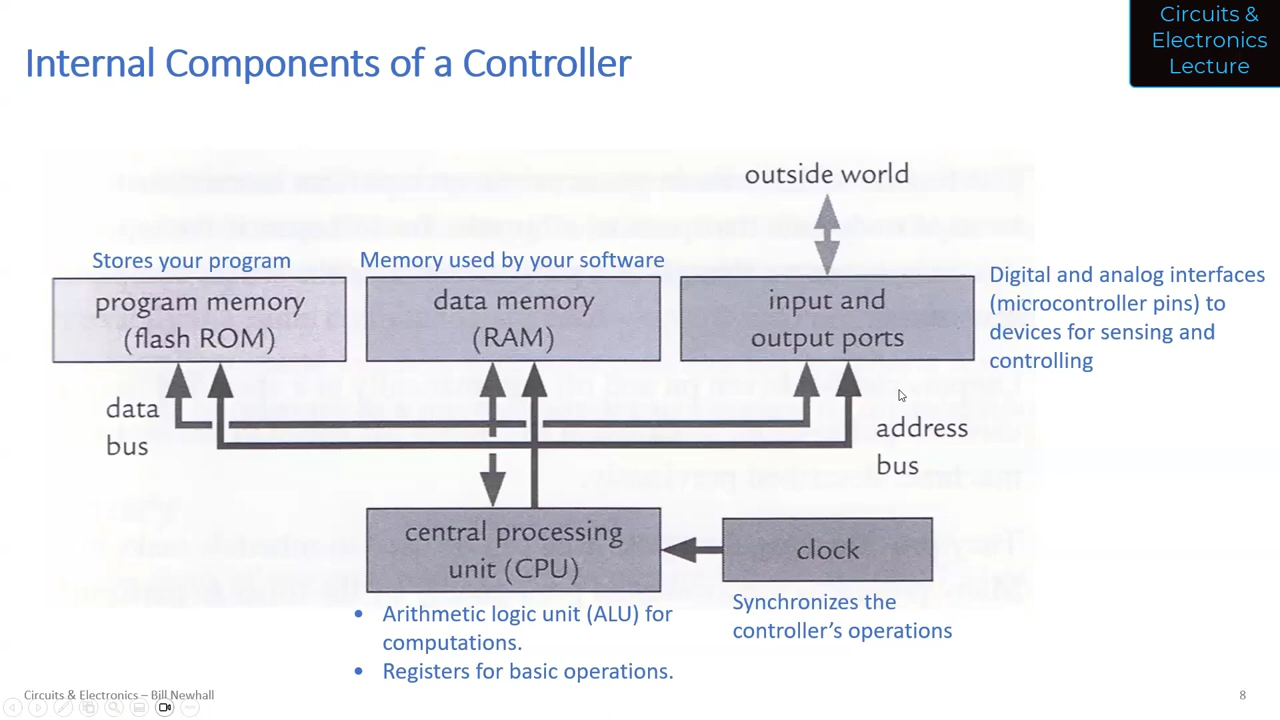 Circuits &
Electronics
Lecture
Internal Components of a Controller
outside world
Stores your program
Memory used by your software
program memory
(flash ROM)
data memory
(RAM)
input and
output ports
Digital and analog interfaces
(microcontroller pins) to
devices for sensing and
controlling
data
bus
address
bus
central processing
unit (CPU)
clock
• Arithmetic logic unit (ALU) for
computations.
• Registers for basic operations.
Synchronizes the
controller’s operations
Circuits & Electronics – Bill Newhall
8